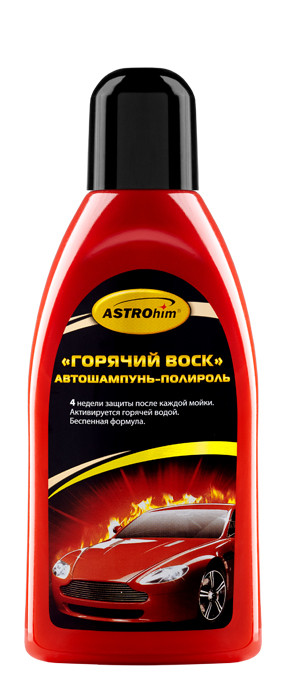 ASTROhim®
«ГОРЯЧИЙ ВОСК»
АВТОШАМПУНЬ-ПОЛИРОЛЬ
4 недели защиты после каждой мойки.
Активируется горячей водой.
Беспенная формула.